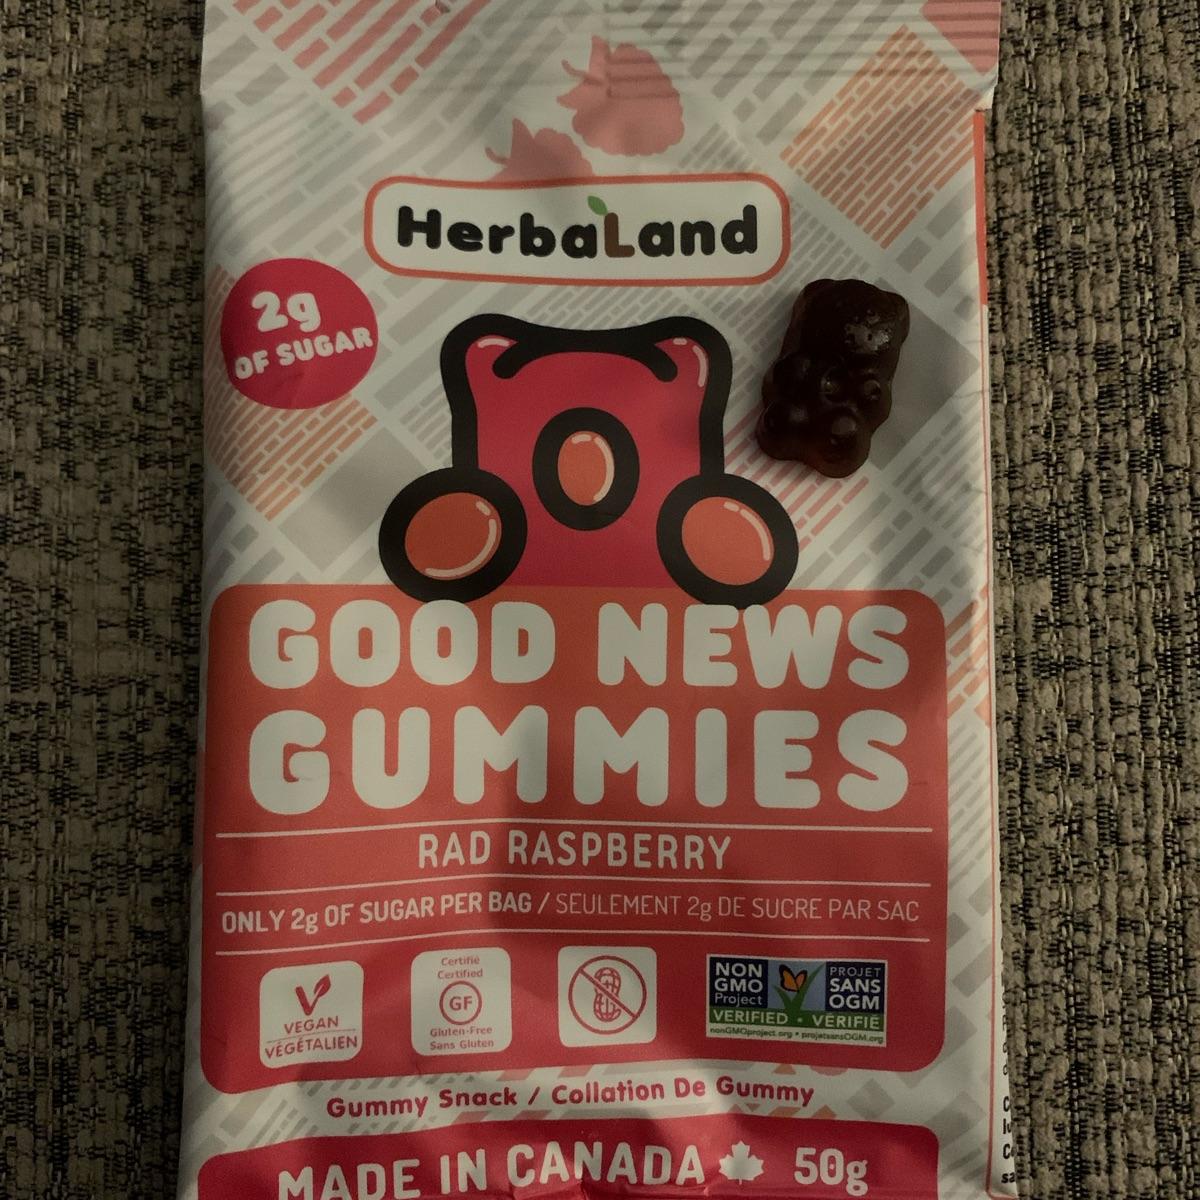 HerbaLand
2g
OF SUGAR
GOOD NEWS
GUMMIES
RAD RASPBERRY
ONLY 2g OF SUGAR PER BAG / SEULEMENT 2g DE SUCRE PAR SAC
VEGAN
VÉGÉTALIEN
Certifié
Certified
GF
Gluten-Free
Sans Gluten
NON
GMO
Project
VERIFIED
PROJET
SANS
OGM
VÉRIFIÉ
nonGMOproject.org • projetsansOGM.org
Gummy Snack / Collation De Gummy
MADE IN CANADA 50g